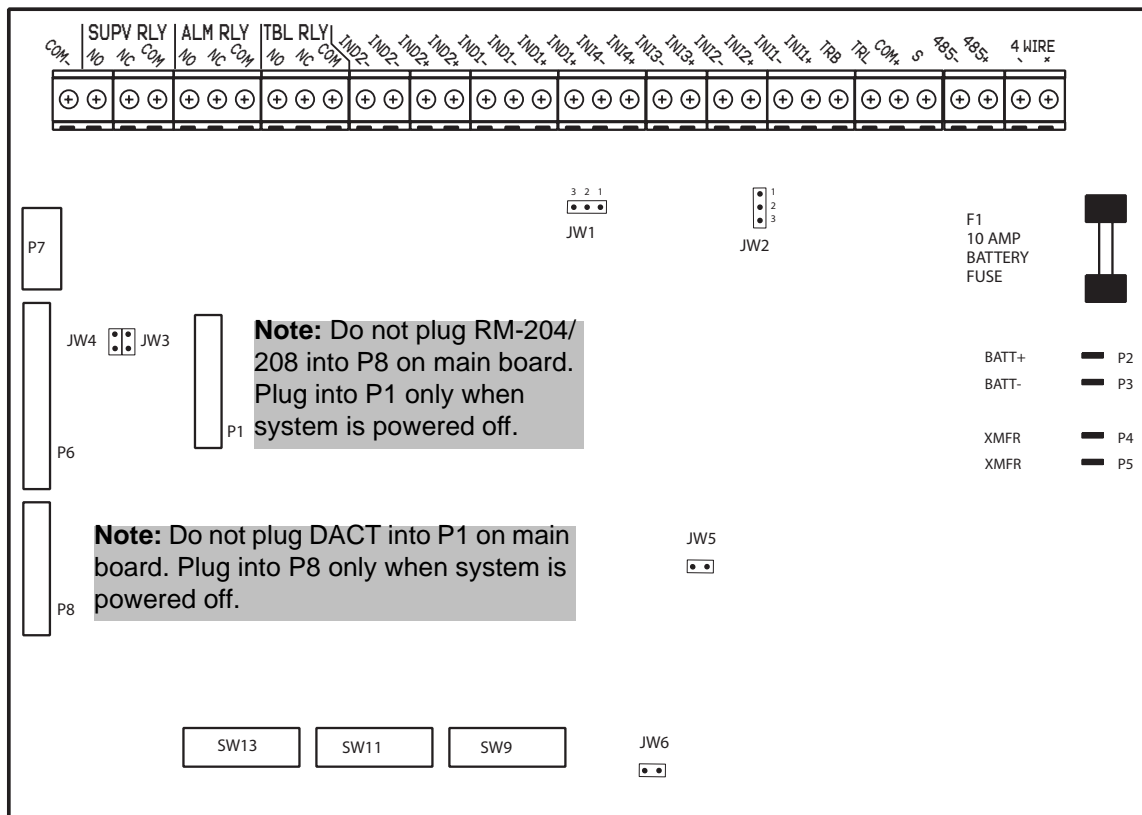 SUPV RLY ALM RLY TBL RLY
COM- NO NC COM NO NC COM NO NC COM IND2- IND2- IND2+ IND2+ IND1- IND1- IND1+ IND1+ INI4- INI4+ INI3- INI3+ INI2- INI2+ INI1- INI1+ TRB TRL COM+ S 485- 485+ 4 WIRE
- +
3 2 1
JW1
1
2
3
JW2
F1
10 AMP
BATTERY
FUSE
P7
JW4 JW3
P1
P6
Note: Do not plug RM-204/
208 into P8 on main board.
Plug into P1 only when
system is powered off.
BATT+ P2
BATT- P3
XMFR P4
XMFR P5
Note: Do not plug DACT into P1 on main
board. Plug into P8 only when system is
powered off.
P8
JW5
SW13 SW11 SW9
JW6